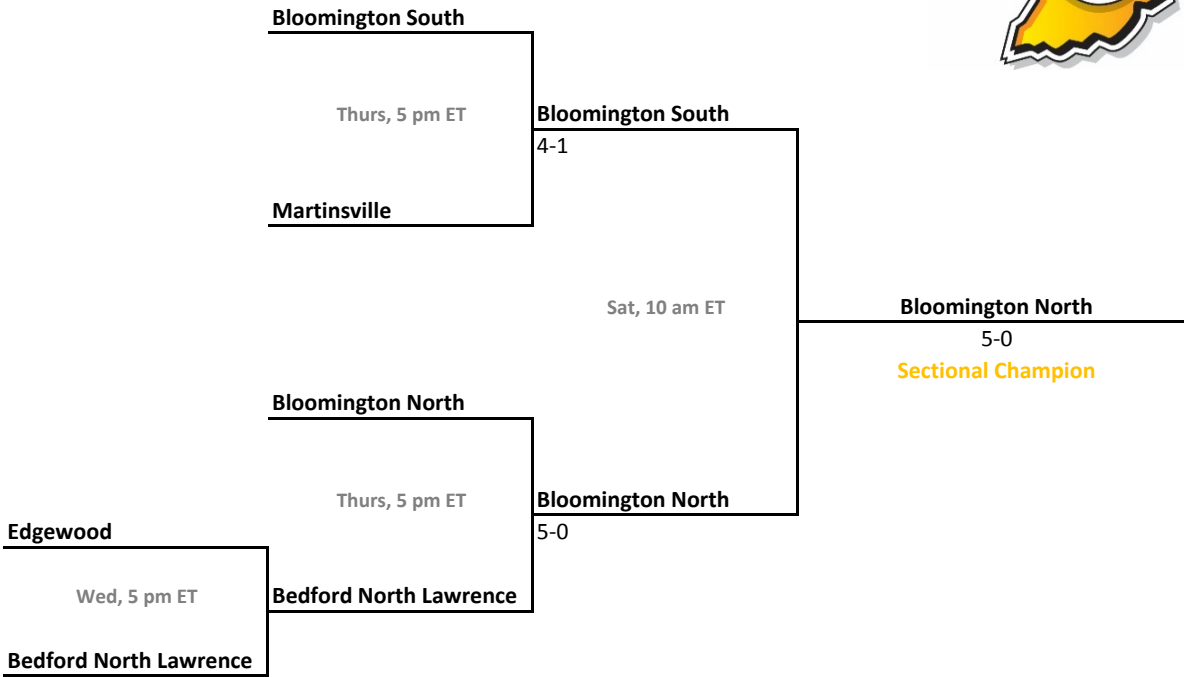 Bloomington South
Thurs, 5 pm ET
Bloomington South
4-1
Martinsville
Sat, 10 am ET
Bloomington North
5-0
Sectional Champion
Bloomington North
Thurs, 5 pm ET
Bloomington North
5-0
Edgewood
Wed, 5 pm ET
Bedford North Lawrence
Bedford North Lawrence